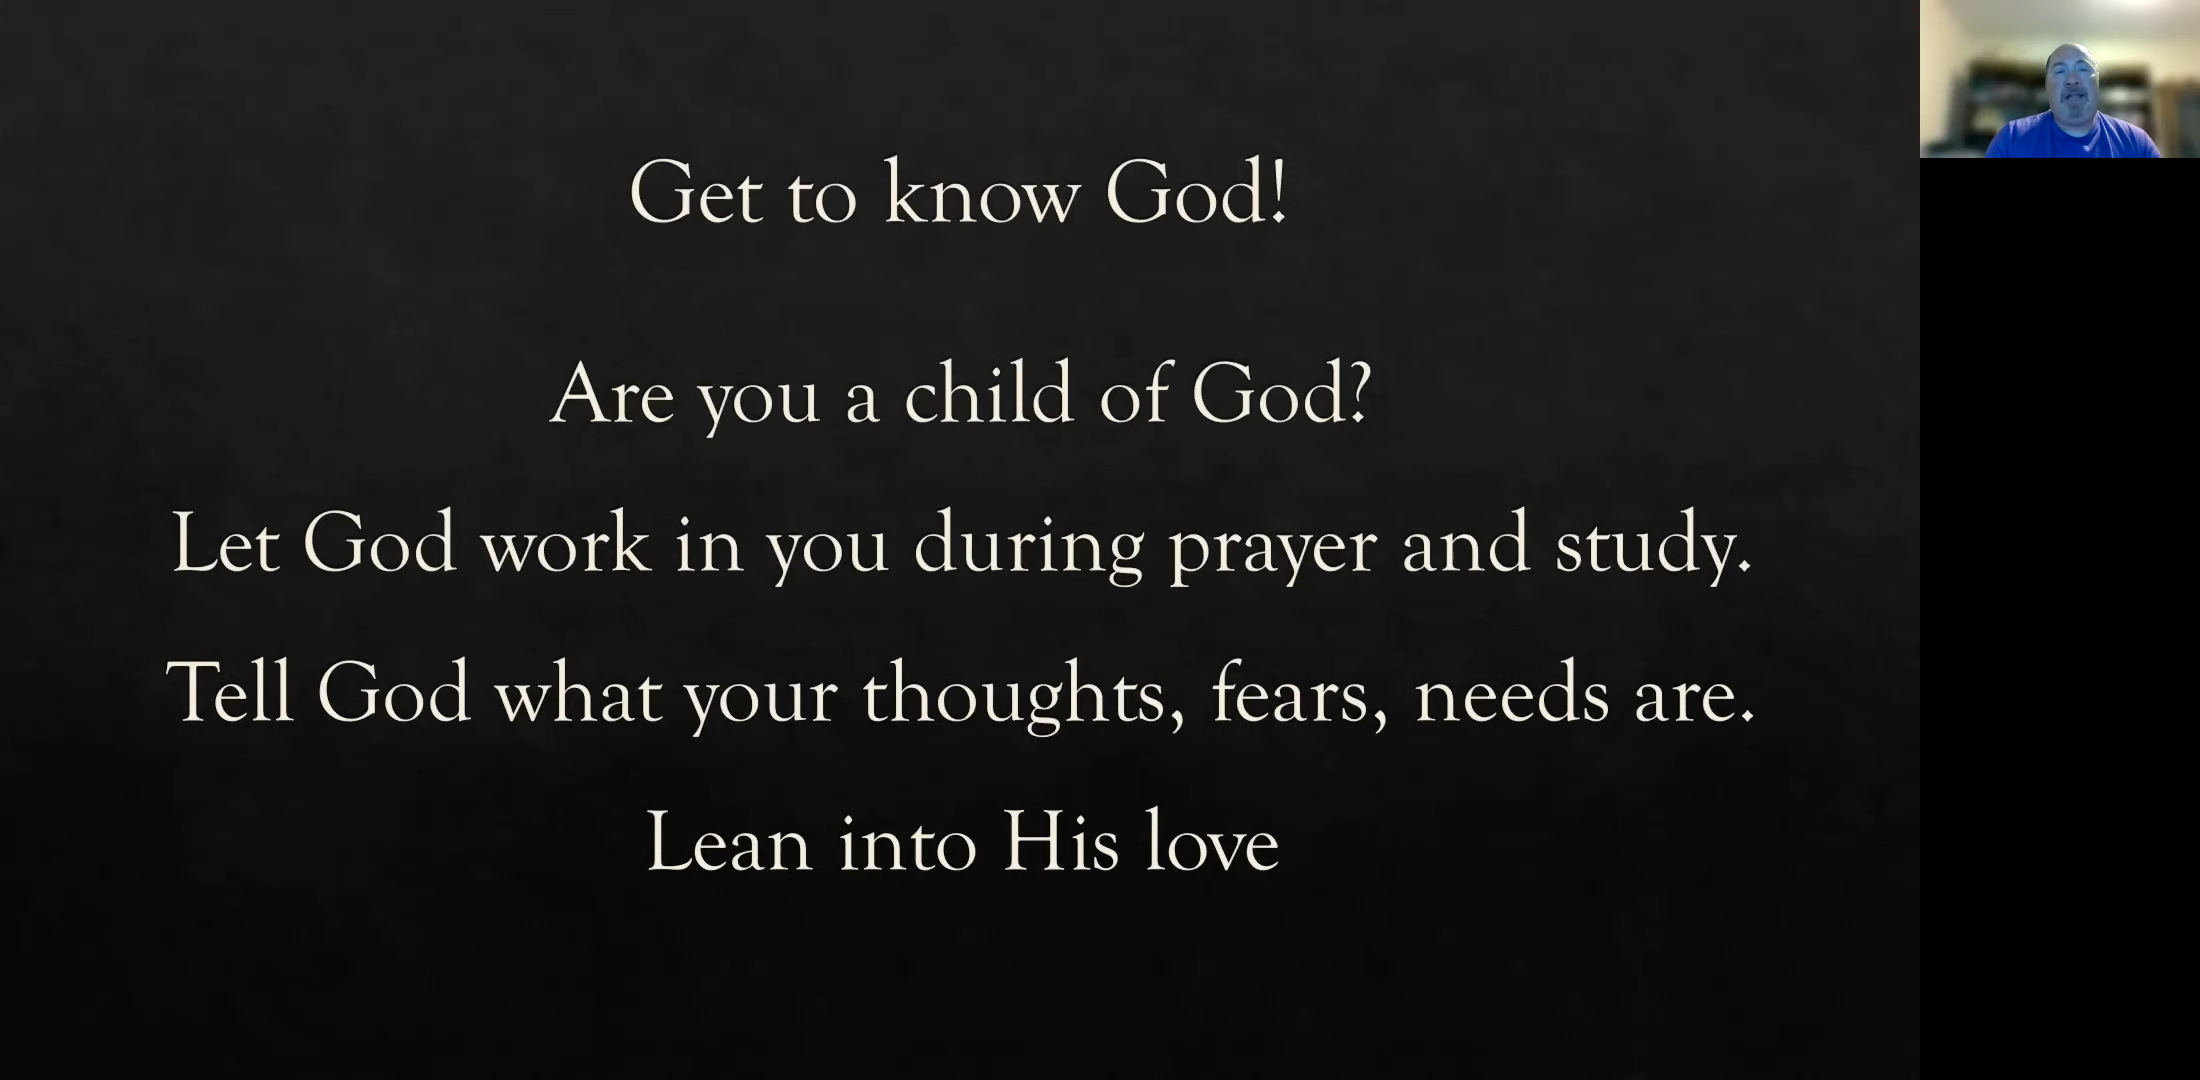 Get to know God!
Are you a child of God?
Let God work in you during prayer and study.
Tell God what your thoughts, fears, needs are.
Lean into His love